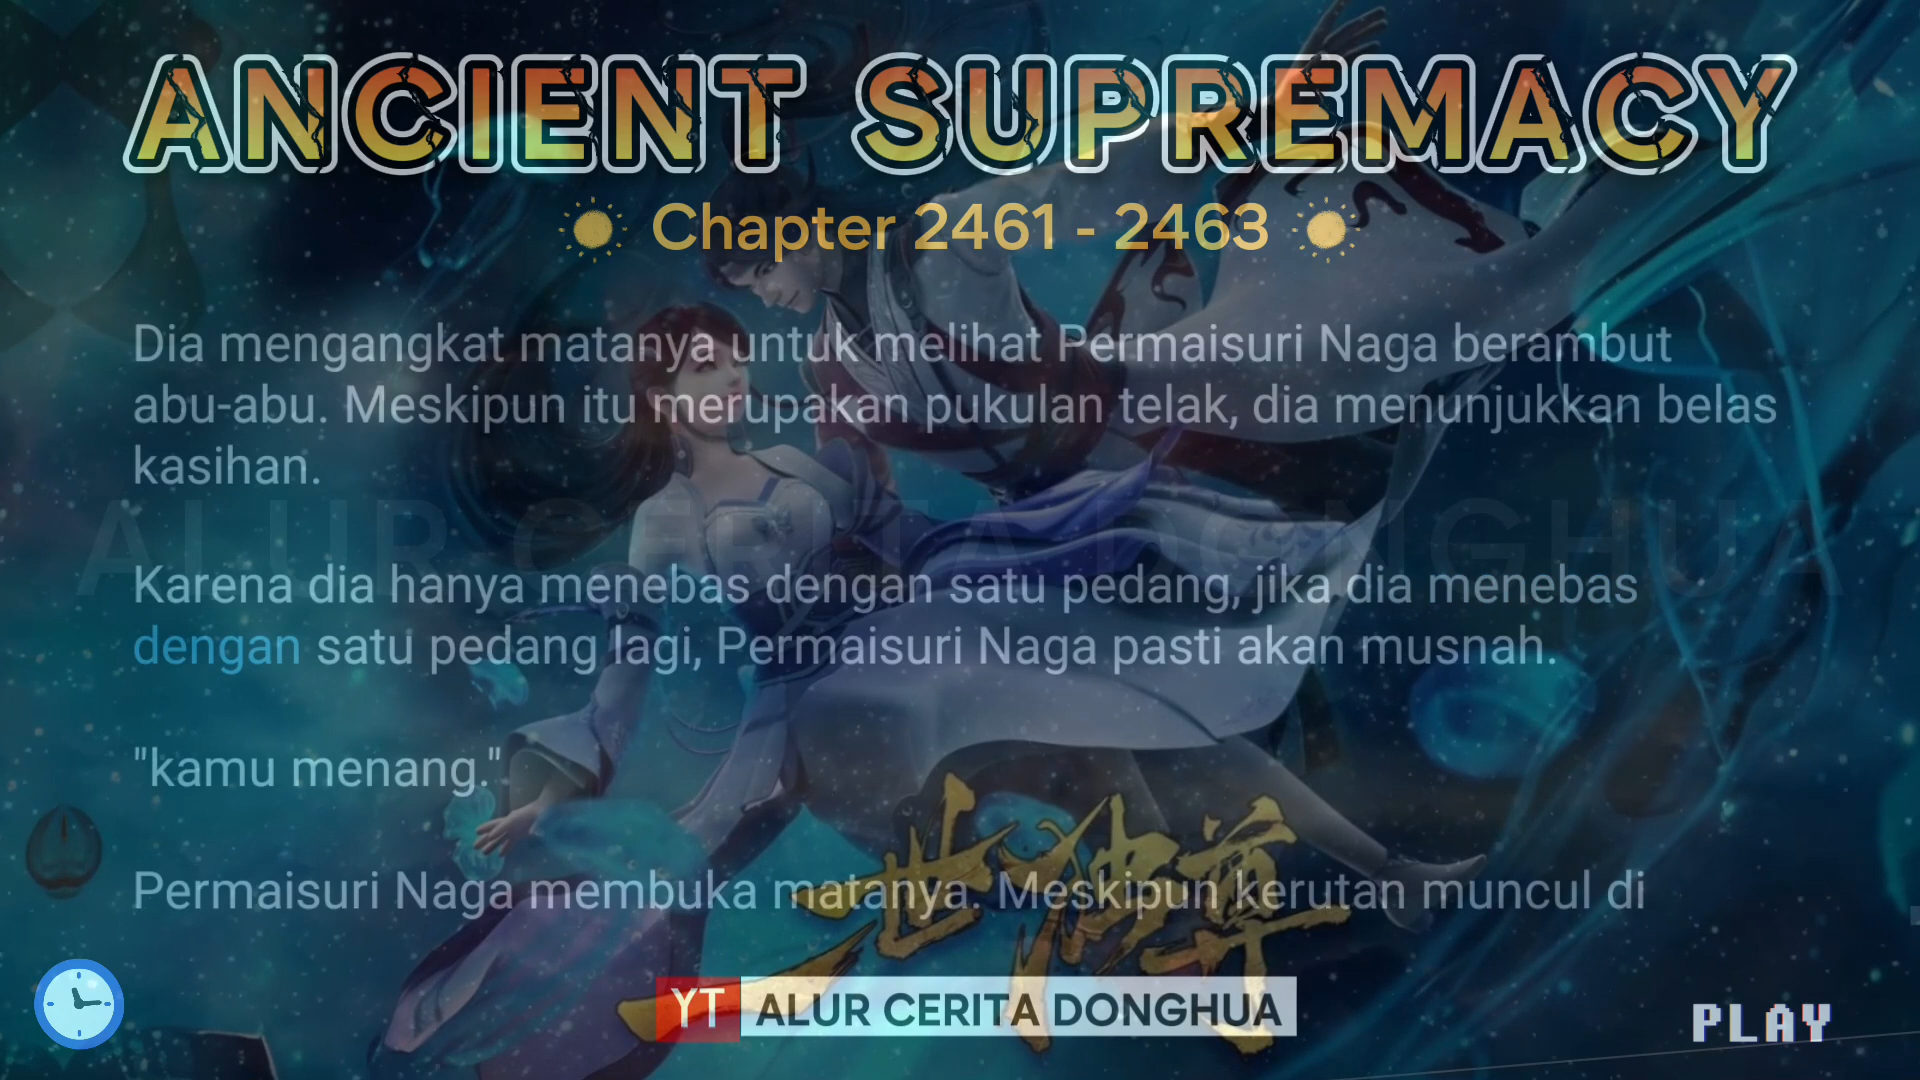 ANCIENT SUPREMACY
Chapter 2461 - 2463
Dia mengangkat matanya untuk melihat Permaisuri Naga berambut
abu-abu. Meskipun itu merupakan pukulan telak, dia menunjukkan belas
kasihan.
ALUR CERITA DONGHUA
Karena dia hanya menebas dengan satu pedang, jika dia menebas
dengan satu pedang lagi, Permaisuri Naga pasti akan musnah.
"kamu menang."
Permaisuri Naga membuka matanya. Meskipun kerutan muncul di
世独尊
YT ALUR CERITA DONGHUA
PLAY